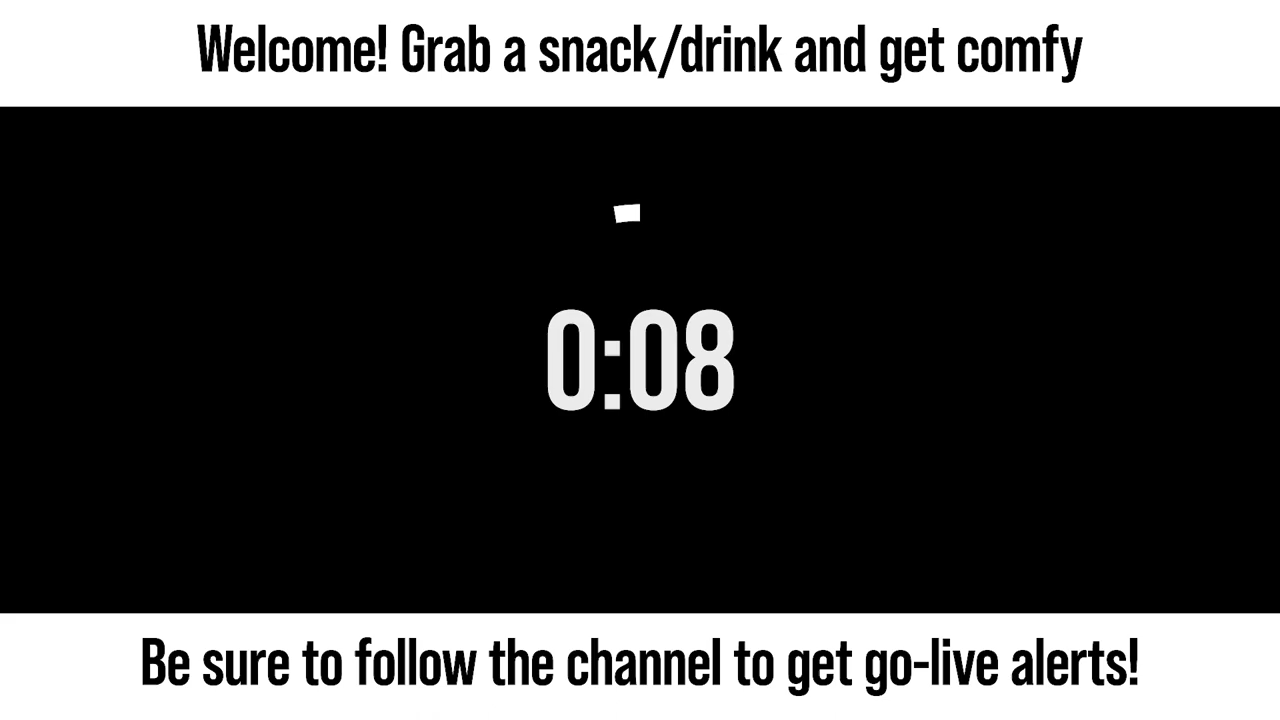 Welcome! Grab a snack/drink and get comfy
0:08
Be sure to follow the channel to get go-live alerts!